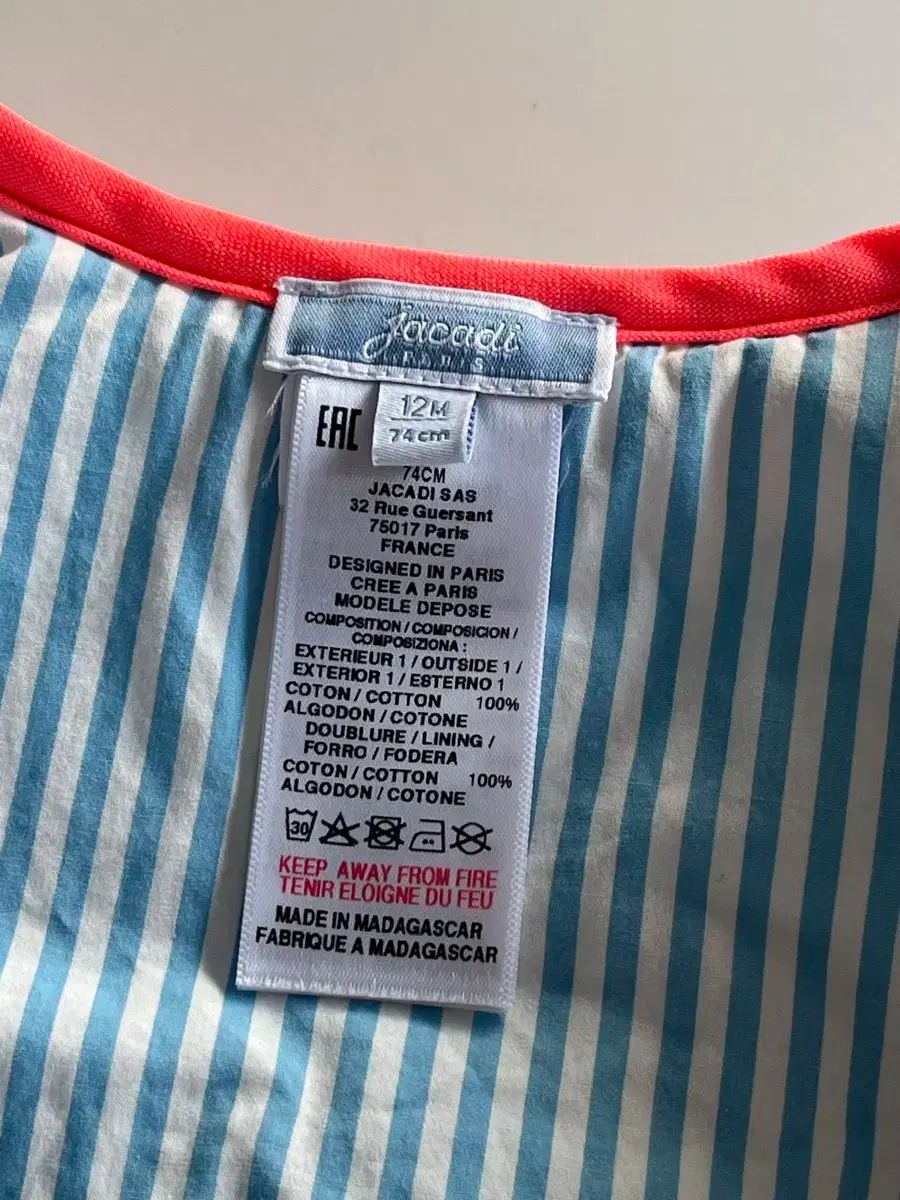 Jacadi
PARIS
12M
74cm
EAC
74CM
JACADI SAS
32 Rue Guersant
75017 Paris
FRANCE
DESIGNED IN PARIS
CREE A PARIS
MODELE DEPOSE
COMPOSITION / COMPOSICION /
COMPOSIZIONA :
EXTERIEUR 1 / OUTSIDE 1 /
EXTERIOR 1 / ESTERNO 1
COTON / COTTON 100%
ALGODON / COTONE
DOUBLURE / LINING /
FORRO / FODERA
COTON / COTTON 100%
ALGODON / COTONE
30
KEEP AWAY FROM FIRE
TENIR ELOIGNE DU FEU
MADE IN MADAGASCAR
FABRIQUE A MADAGASCAR